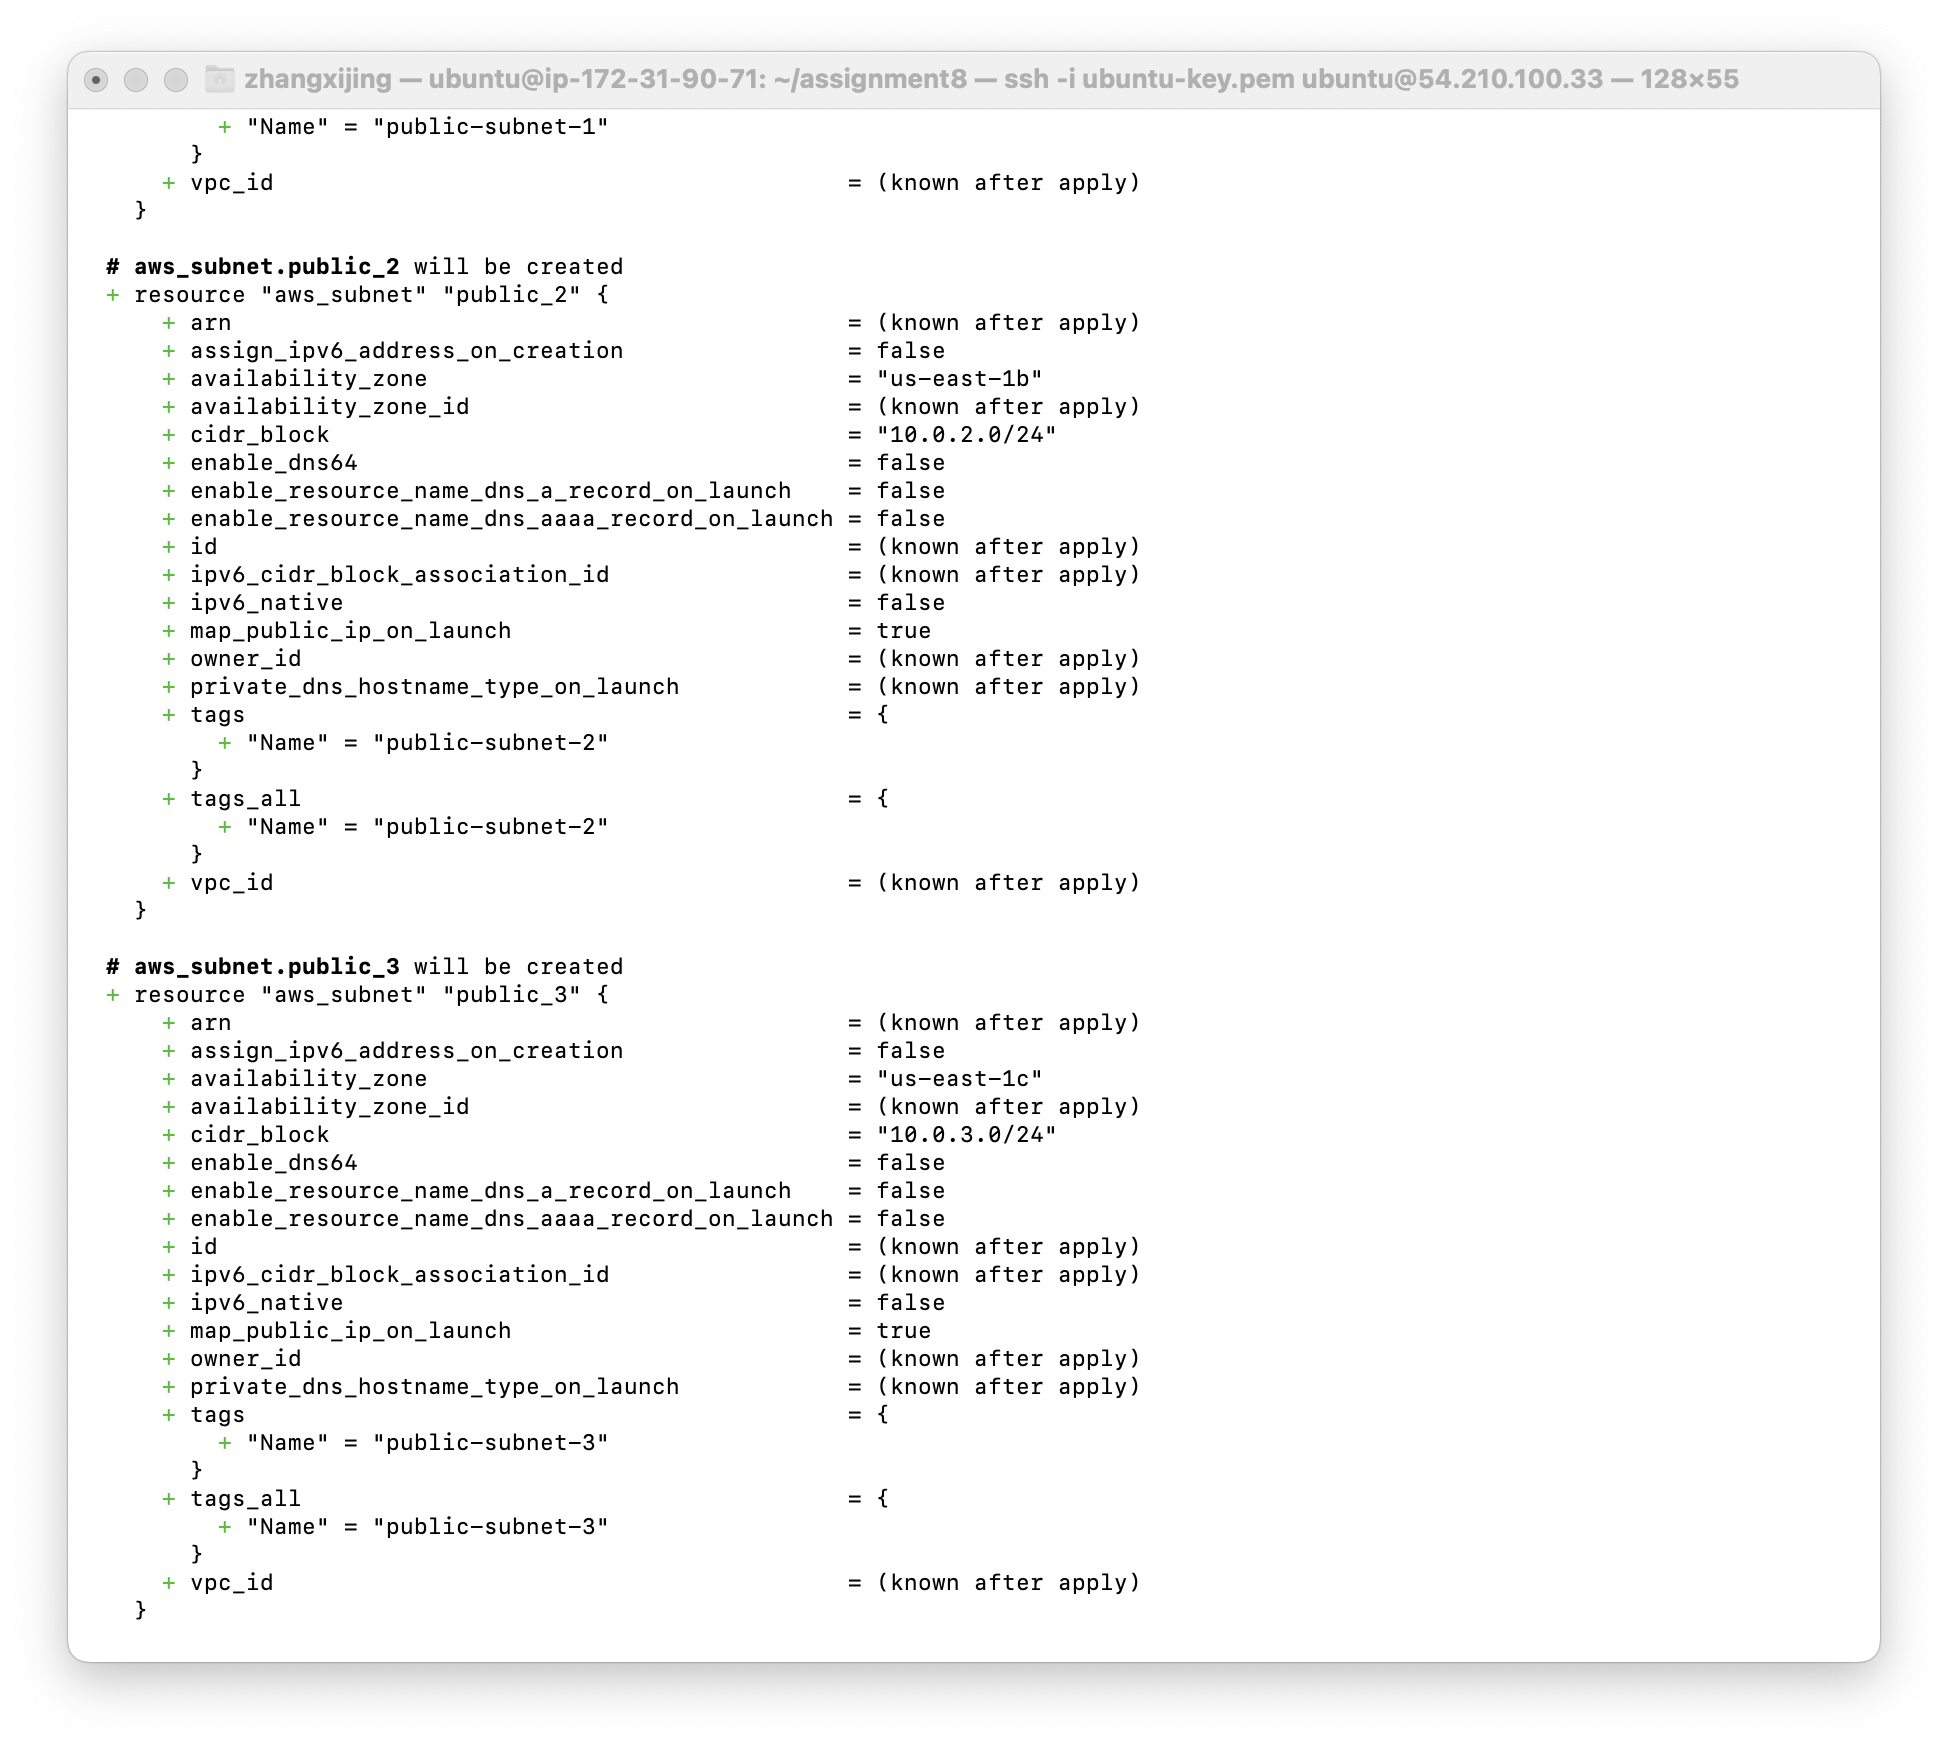 zhangxijing — ubuntu@ip-172-31-90-71: ~/assignment8 — ssh -i ubuntu-key.pem ubuntu@54.210.100.33 — 128×55
          + "Name" = "public-subnet-1"
        }
      + vpc_id                                         = (known after apply)
    }

  # aws_subnet.public_2 will be created
  + resource "aws_subnet" "public_2" {
      + arn                                            = (known after apply)
      + assign_ipv6_address_on_creation                = false
      + availability_zone                              = "us-east-1b"
      + availability_zone_id                           = (known after apply)
      + cidr_block                                     = "10.0.2.0/24"
      + enable_dns64                                   = false
      + enable_resource_name_dns_a_record_on_launch    = false
      + enable_resource_name_dns_aaaa_record_on_launch = false
      + id                                             = (known after apply)
      + ipv6_cidr_block_association_id                 = (known after apply)
      + ipv6_native                                    = false
      + map_public_ip_on_launch                        = true
      + owner_id                                       = (known after apply)
      + private_dns_hostname_type_on_launch            = (known after apply)
      + tags                                           = {
          + "Name" = "public-subnet-2"
        }
      + tags_all                                       = {
          + "Name" = "public-subnet-2"
        }
      + vpc_id                                         = (known after apply)
    }

  # aws_subnet.public_3 will be created
  + resource "aws_subnet" "public_3" {
      + arn                                            = (known after apply)
      + assign_ipv6_address_on_creation                = false
      + availability_zone                              = "us-east-1c"
      + availability_zone_id                           = (known after apply)
      + cidr_block                                     = "10.0.3.0/24"
      + enable_dns64                                   = false
      + enable_resource_name_dns_a_record_on_launch    = false
      + enable_resource_name_dns_aaaa_record_on_launch = false
      + id                                             = (known after apply)
      + ipv6_cidr_block_association_id                 = (known after apply)
      + ipv6_native                                    = false
      + map_public_ip_on_launch                        = true
      + owner_id                                       = (known after apply)
      + private_dns_hostname_type_on_launch            = (known after apply)
      + tags                                           = {
          + "Name" = "public-subnet-3"
        }
      + tags_all                                       = {
          + "Name" = "public-subnet-3"
        }
      + vpc_id                                         = (known after apply)
    }